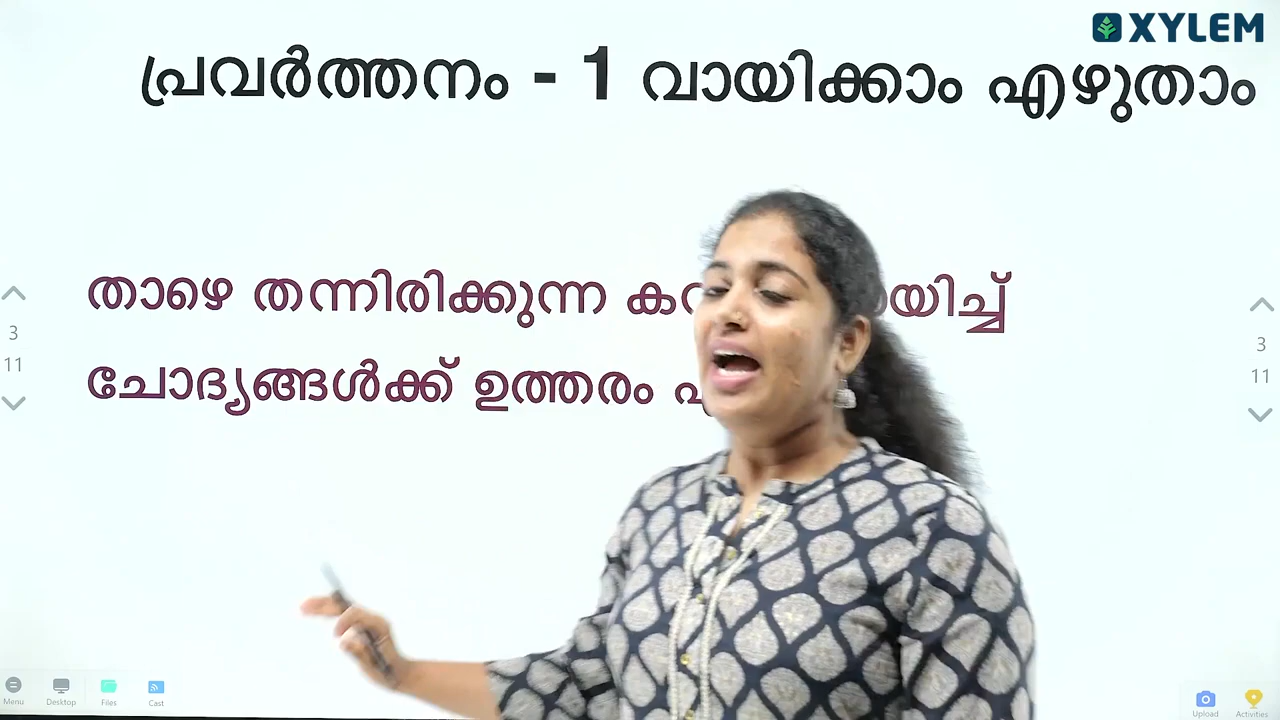 XYLEM
പ്രവർത്തനം - 1 വായിക്കാം എഴുതാം
താഴെ തന്നിരിക്കുന്ന
ചോദ്യങ്ങൾക്ക് ഉത്തരം
3
11
3
11
Menu
Desktop
Files
Cast
Upload
Activities